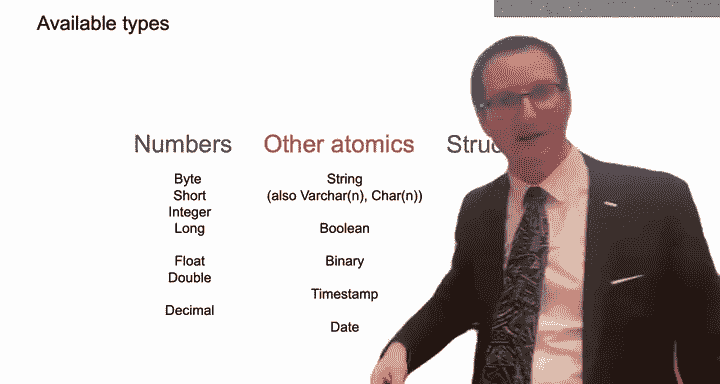 Available types
Numbers
Byte
Short
Integer
Long
Float
Double
Decimal
Other atomics
String
(also Varchar(n), Char(n))
Boolean
Binary
Timestamp
Date